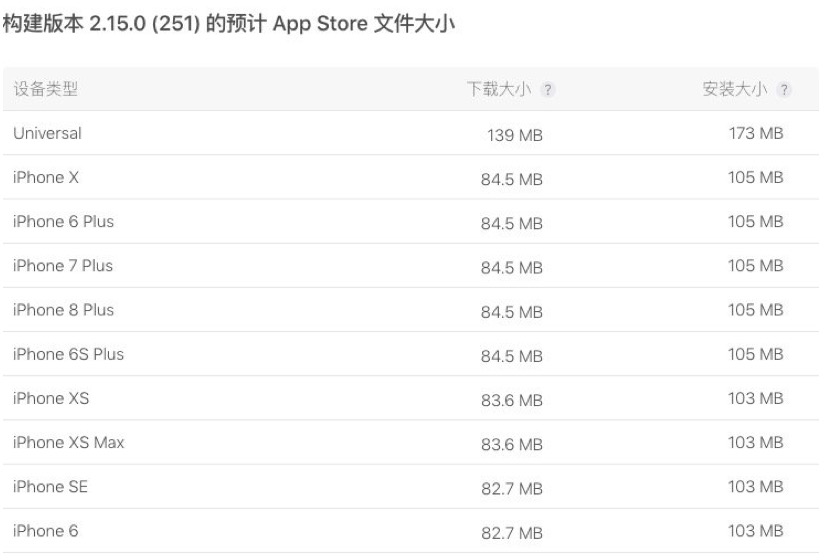 构建版本 2.15.0 (251) 的预计 App Store 文件大小
设备类型 下载大小 ? 安装大小 ?
Universal 139 MB 173 MB
iPhone X 84.5 MB 105 MB
iPhone 6 Plus 84.5 MB 105 MB
iPhone 7 Plus 84.5 MB 105 MB
iPhone 8 Plus 84.5 MB 105 MB
iPhone 6S Plus 84.5 MB 105 MB
iPhone XS 83.6 MB 103 MB
iPhone XS Max 83.6 MB 103 MB
iPhone SE 82.7 MB 103 MB
iPhone 6 82.7 MB 103 MB